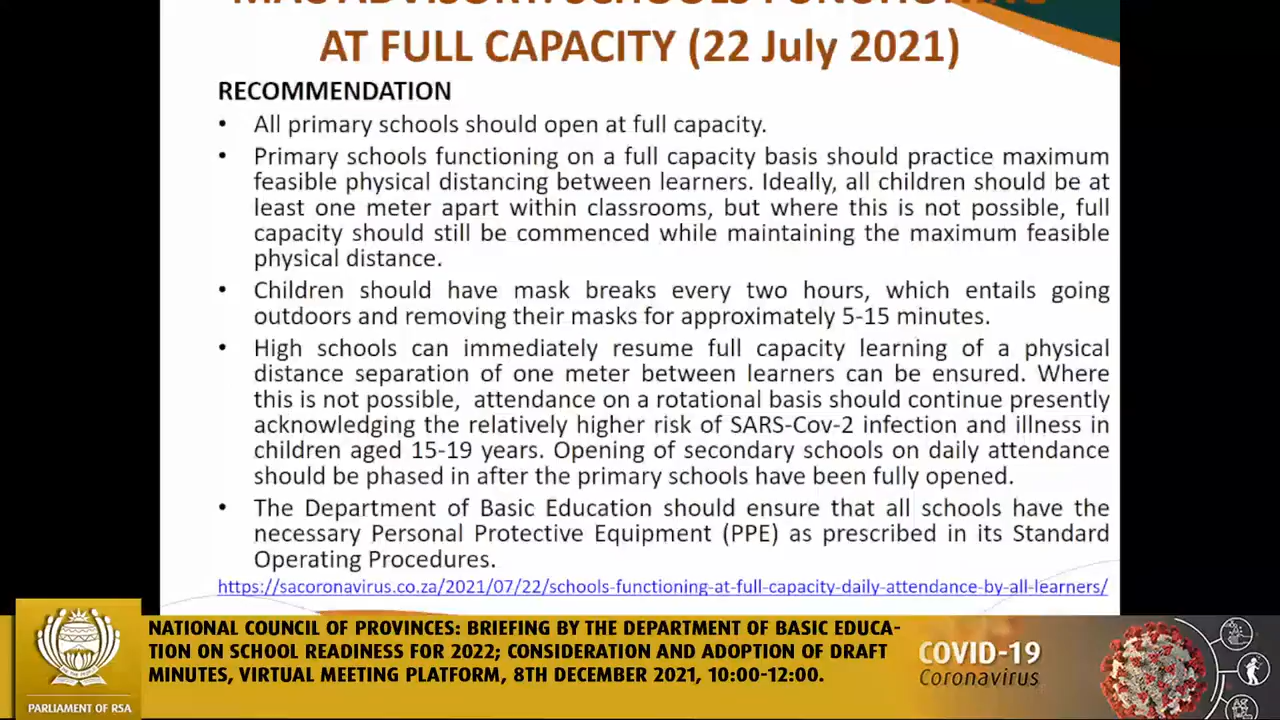 MAC ADVISORY: SCHOOLS FUNCTIONING
AT FULL CAPACITY (22 July 2021)
RECOMMENDATION
• All primary schools should open at full capacity.
• Primary schools functioning on a full capacity basis should practice maximum
feasible physical distancing between learners. Ideally, all children should be at
least one meter apart within classrooms, but where this is not possible, full
capacity should still be commenced while maintaining the maximum feasible
physical distance.
• Children should have mask breaks every two hours, which entails going
outdoors and removing their masks for approximately 5-15 minutes.
• High schools can immediately resume full capacity learning of a physical
distance separation of one meter between learners can be ensured. Where
this is not possible, attendance on a rotational basis should continue presently
acknowledging the relatively higher risk of SARS-Cov-2 infection and illness in
children aged 15-19 years. Opening of secondary schools on daily attendance
should be phased in after the primary schools have been fully opened.
• The Department of Basic Education should ensure that all schools have the
necessary Personal Protective Equipment (PPE) as prescribed in its Standard
Operating Procedures.
https://sacoronavirus.co.za/2021/07/22/schools-functioning-at-full-capacity-daily-attendance-by-all-learners/
NATIONAL COUNCIL OF PROVINCES: BRIEFING BY THE DEPARTMENT OF BASIC EDUCA-
TION ON SCHOOL READINESS FOR 2022; CONSIDERATION AND ADOPTION OF DRAFT
MINUTES, VIRTUAL MEETING PLATFORM, 8TH DECEMBER 2021, 10:00-12:00.
PARLIAMENT OF RSA
COVID-19
Coronavirus